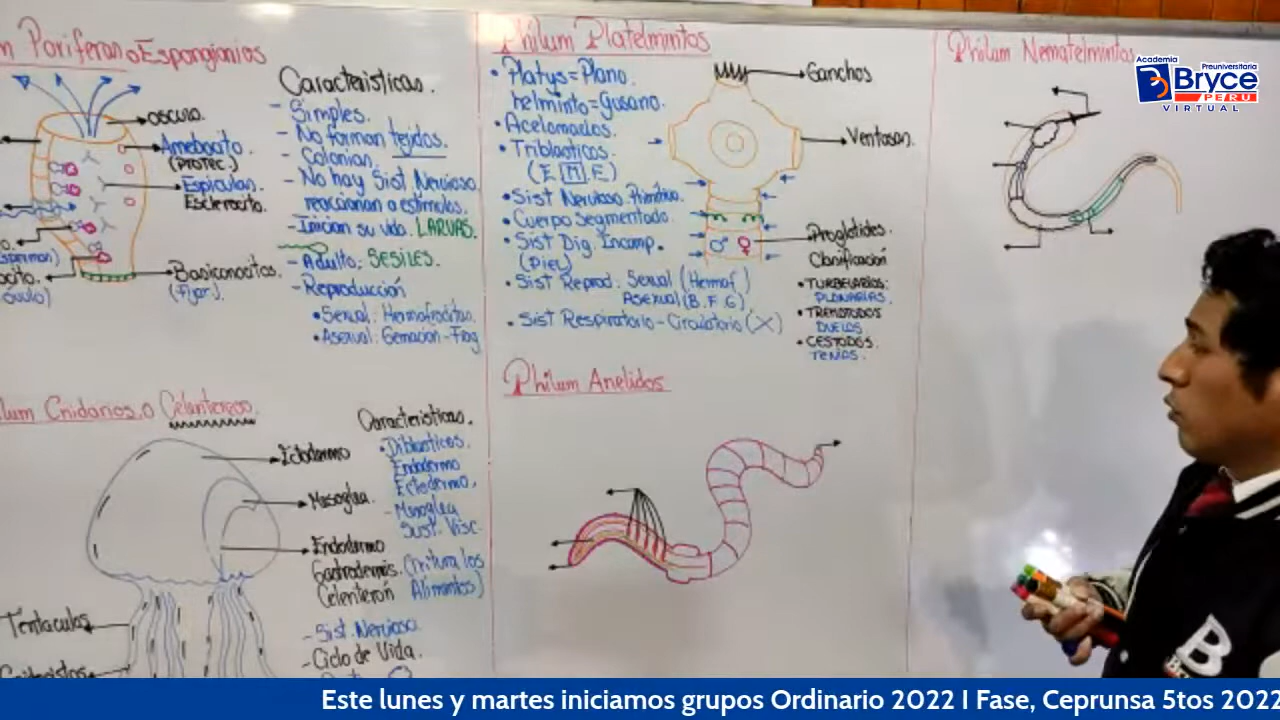 m Poriferan o Espongiarios
osculo.
Amebocito.
(PROTEC.)
Espiculas.
Esclerocito.
Basiconocitos.
(Fijar.)
Caracteristicas.
- Simples.
- No forman tejidos.
- Colonias.
- No hay Sist Nervioso.
reaccionan a estimulos.
- Inician su vida. LARVAS.
- Adulto; SESILES.
- Reproducción
• Sexual: Hermafroditas.
• Asexual: Gemacion - Frag
Philum Platelmintos
• Platys = Plano.
helminto = Gusano.
• Acelomados.
• Triblasticos.
(E.M.E)
• Sist Nervioso Primitivo.
• Cuerpo Segmentado.
• Sist Dig. Incomp.
(Piel)
• Sist Reprod: Sexual (Hermaf.)
Asexual (B.F.G)
• Sist Respiratorio - Circulatorio (X)
Ganchos
Ventosas.
♂ ♀
Proglotides.
Clasificación
• TURBELARIOS:
PLANARIAS.
• TREMATODOS
DUELAS
• CESTODOS.
TENIAS.
Philum Nematelmintos
Academia Preuniversitaria
Bryce
PERU
VIRTUAL
lum Cnidarios o Celentereos.
Ectodermo
Mesoglea.
Endodermo
Gastrodermis.
Celenterón
(Tritura los
Alimentos)
Tentaculos
Caracteristicas.
• Diblasticos.
Endodermo
Ectodermo.
- Mesoglea
Sust. Visc
- Sist. Nervioso.
- Ciclo de Vida.
Philum Anelidos
B
Este lunes y martes iniciamos grupos Ordinario 2022 I Fase, Ceprunsa 5tos 2022